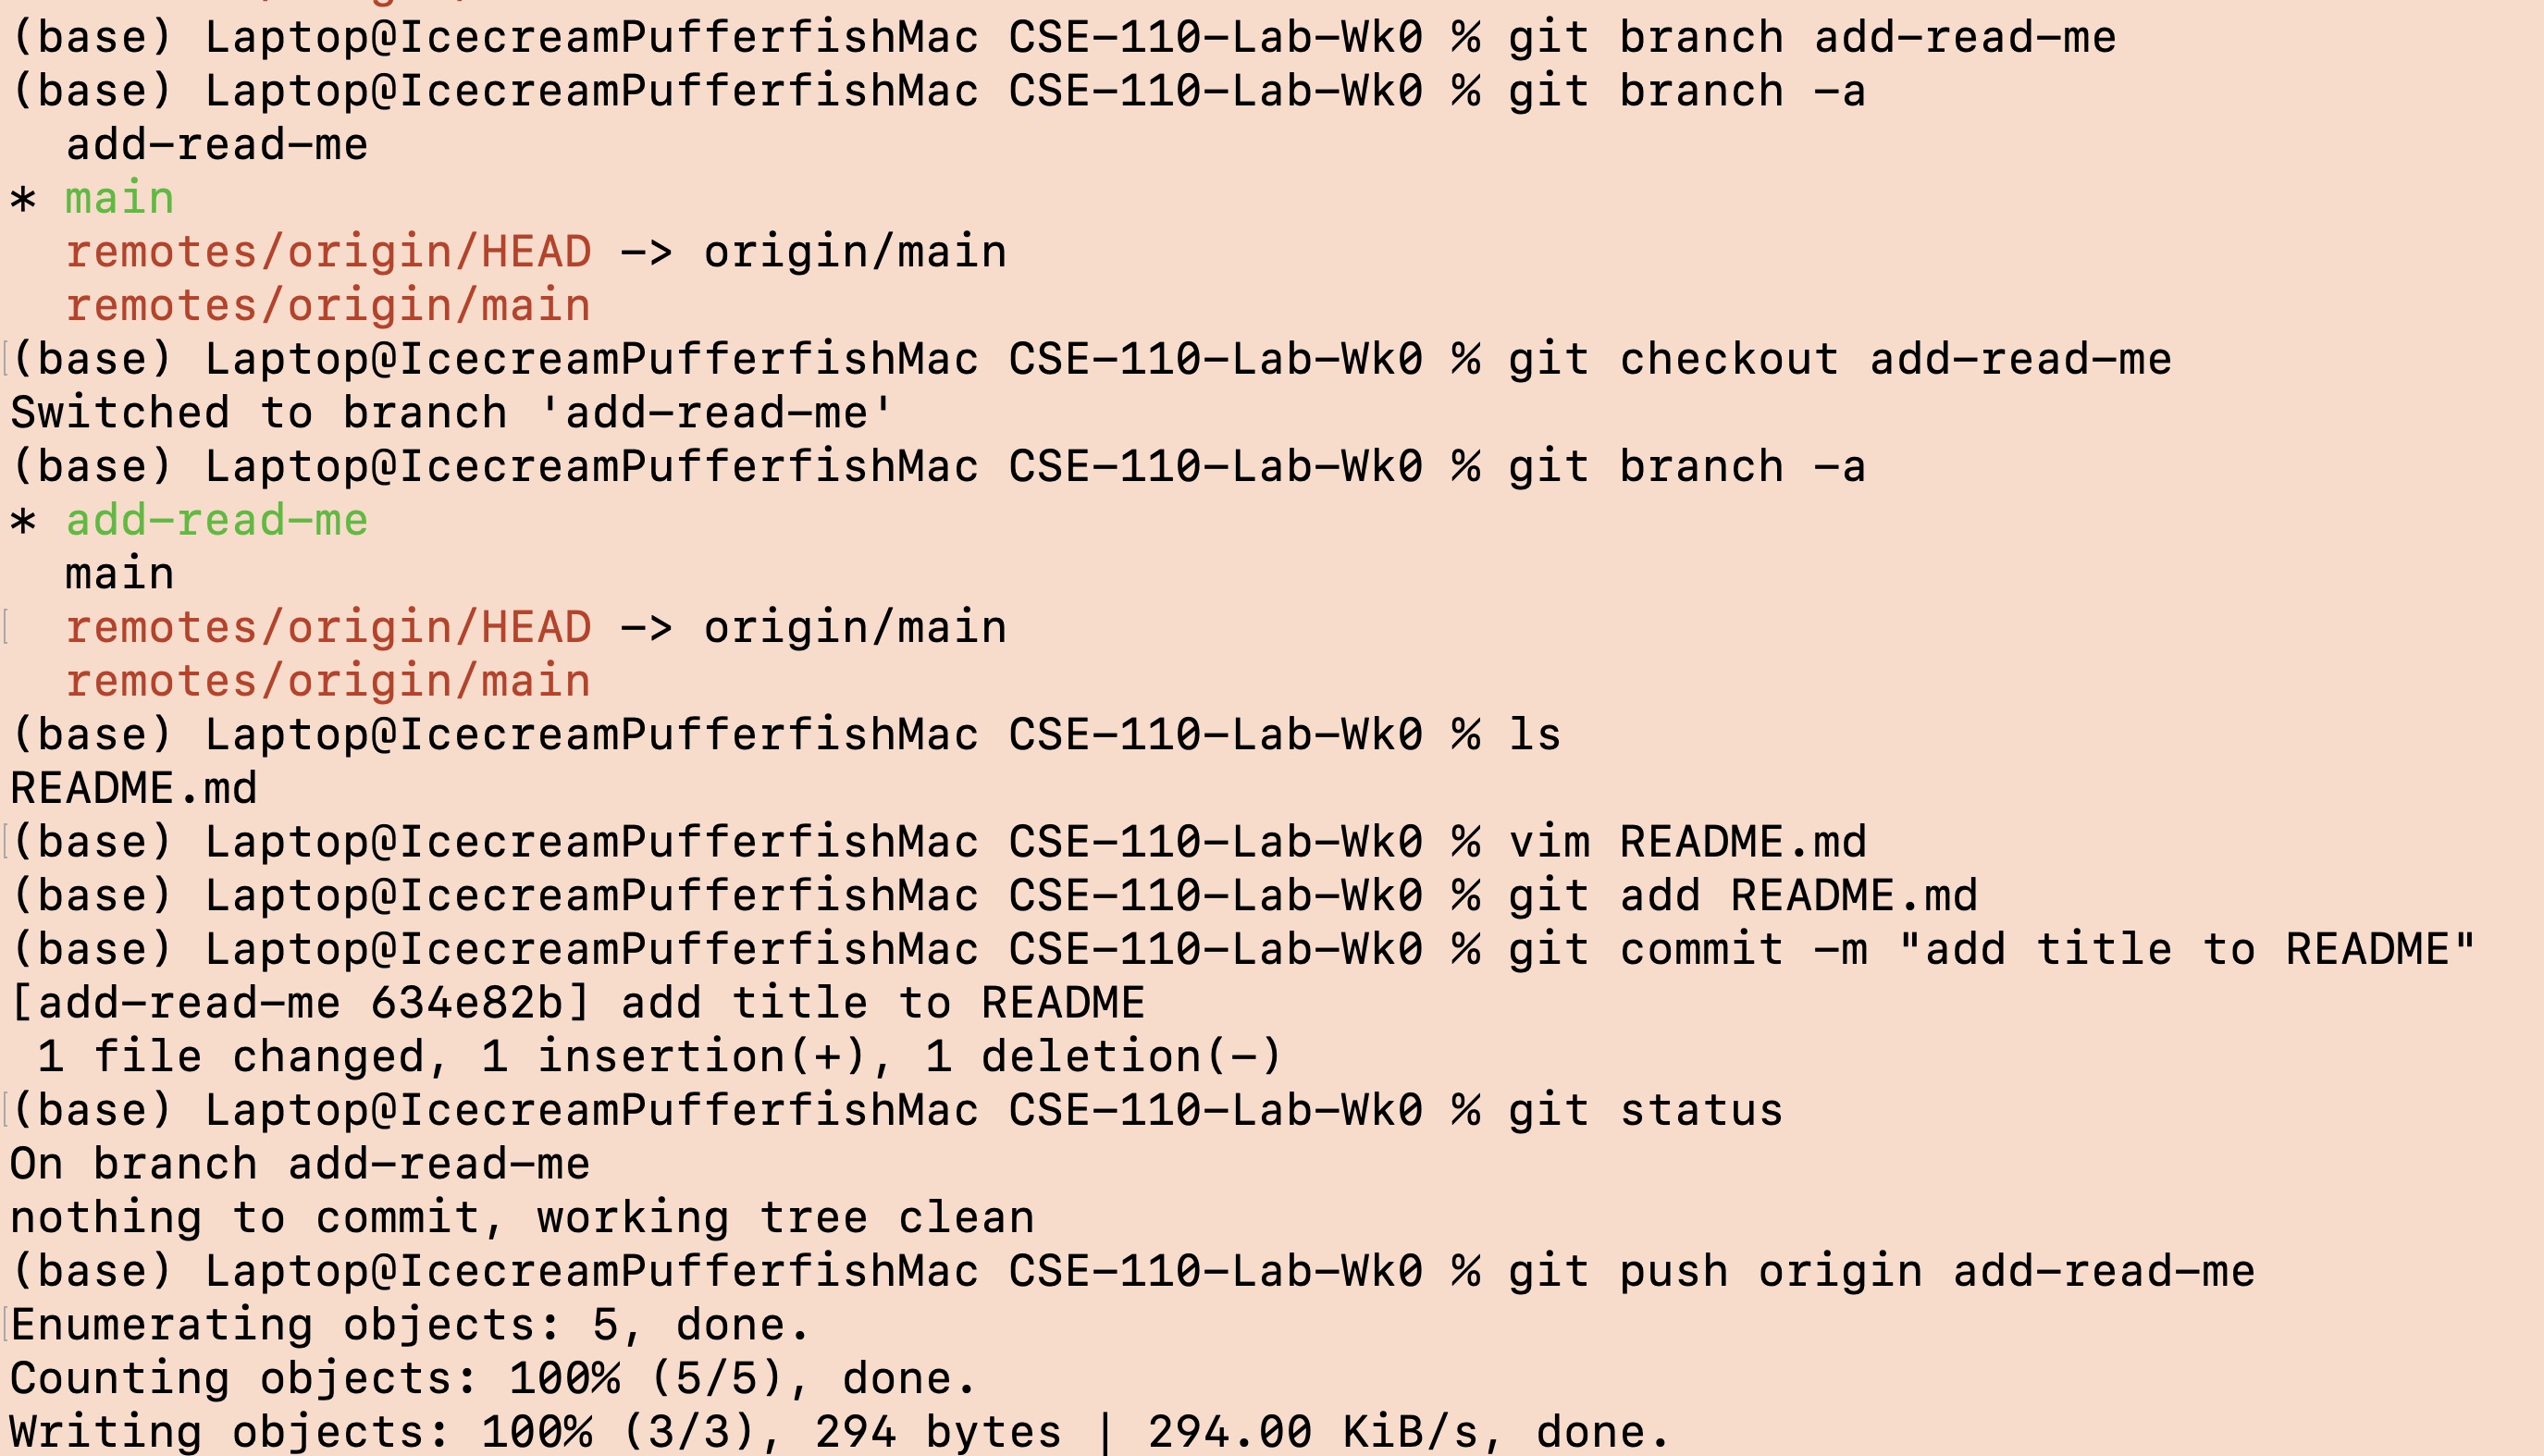 (base) Laptop@IcecreamPufferfishMac CSE-110-Lab-Wk0 % git branch add-read-me
(base) Laptop@IcecreamPufferfishMac CSE-110-Lab-Wk0 % git branch -a
  add-read-me
* main
  remotes/origin/HEAD -> origin/main
  remotes/origin/main
(base) Laptop@IcecreamPufferfishMac CSE-110-Lab-Wk0 % git checkout add-read-me
Switched to branch 'add-read-me'
(base) Laptop@IcecreamPufferfishMac CSE-110-Lab-Wk0 % git branch -a
* add-read-me
  main
  remotes/origin/HEAD -> origin/main
  remotes/origin/main
(base) Laptop@IcecreamPufferfishMac CSE-110-Lab-Wk0 % ls
README.md
(base) Laptop@IcecreamPufferfishMac CSE-110-Lab-Wk0 % vim README.md
(base) Laptop@IcecreamPufferfishMac CSE-110-Lab-Wk0 % git add README.md
(base) Laptop@IcecreamPufferfishMac CSE-110-Lab-Wk0 % git commit -m "add title to README"
[add-read-me 634e82b] add title to README
 1 file changed, 1 insertion(+), 1 deletion(-)
(base) Laptop@IcecreamPufferfishMac CSE-110-Lab-Wk0 % git status
On branch add-read-me
nothing to commit, working tree clean
(base) Laptop@IcecreamPufferfishMac CSE-110-Lab-Wk0 % git push origin add-read-me
Enumerating objects: 5, done.
Counting objects: 100% (5/5), done.
Writing objects: 100% (3/3), 294 bytes | 294.00 KiB/s, done.